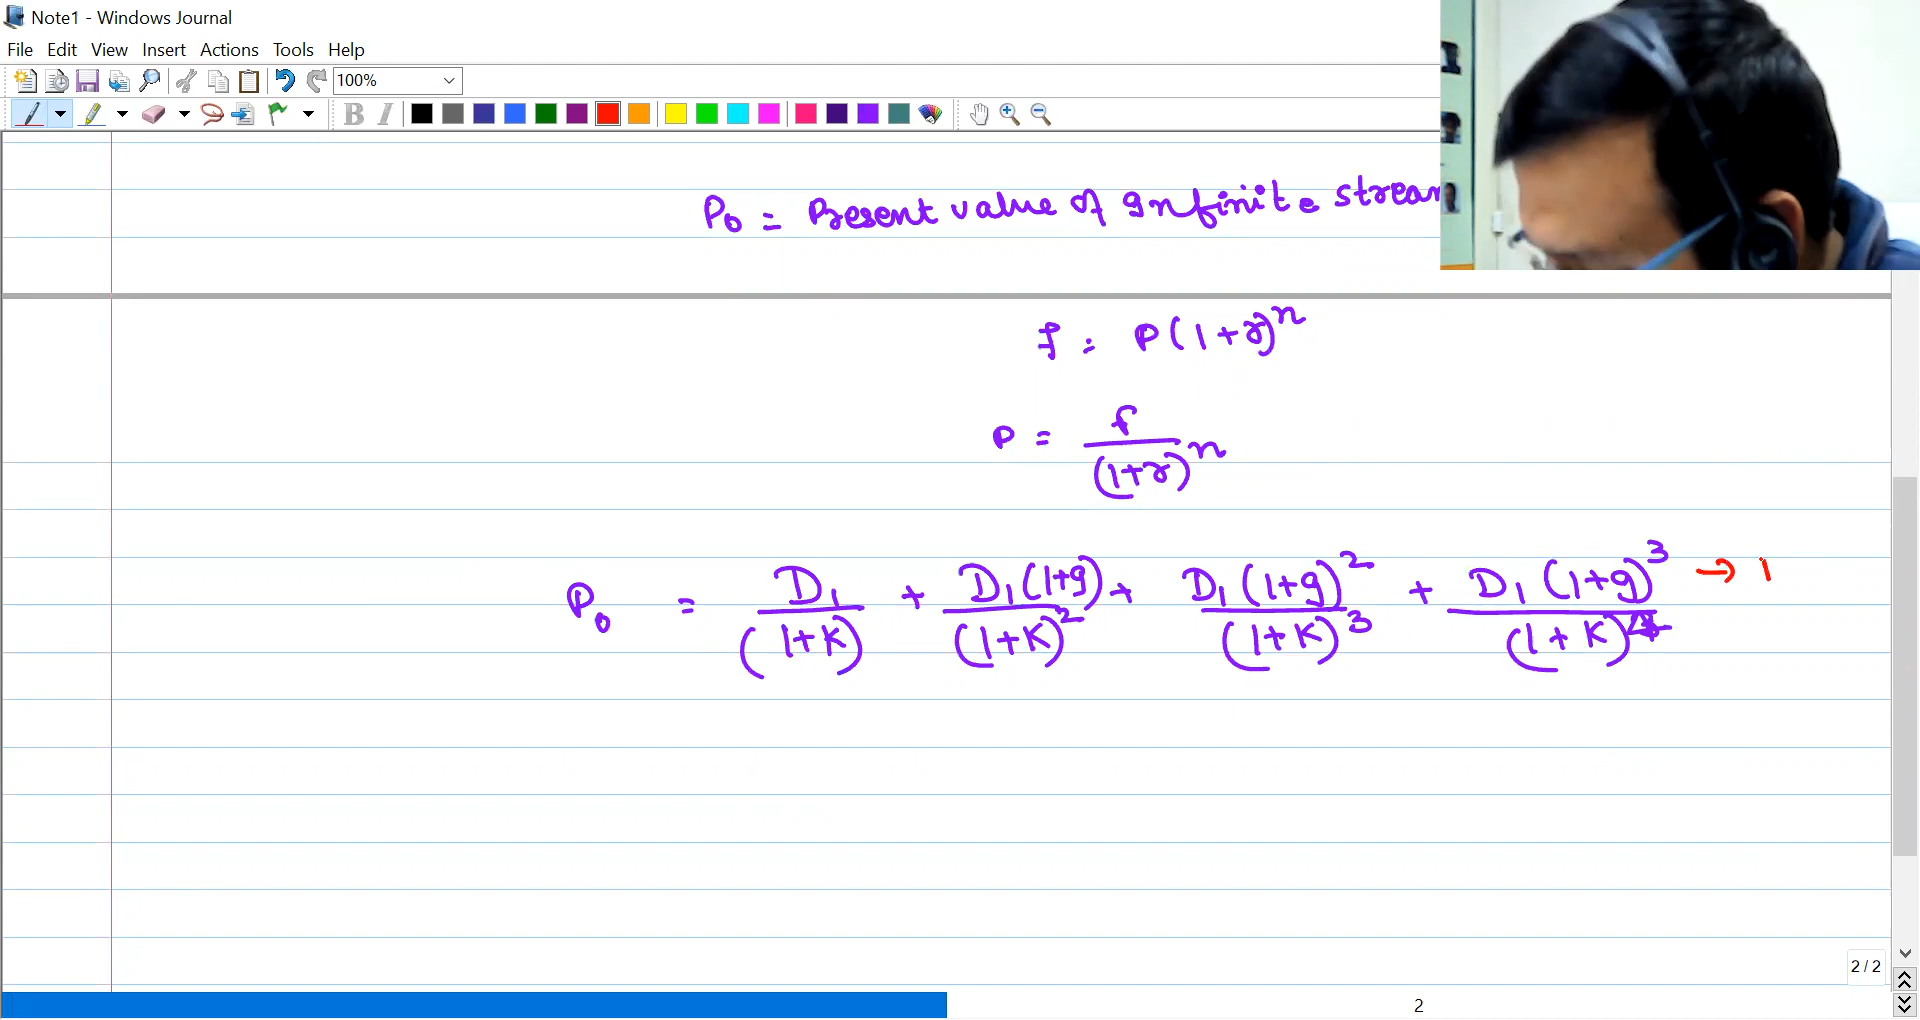 Note1 - Windows Journal
File Edit View Insert Actions Tools Help
100%
B I
P₀ = Present value of Infinite stream
f = P(1+r)ⁿ
P = f/(1+r)ⁿ
P₀ = D₁/(1+K) + D₁(1+g)/(1+K)² + D₁(1+g)²/(1+K)³ + D₁(1+g)³/(1+K)⁴ → 1
2 / 2
2